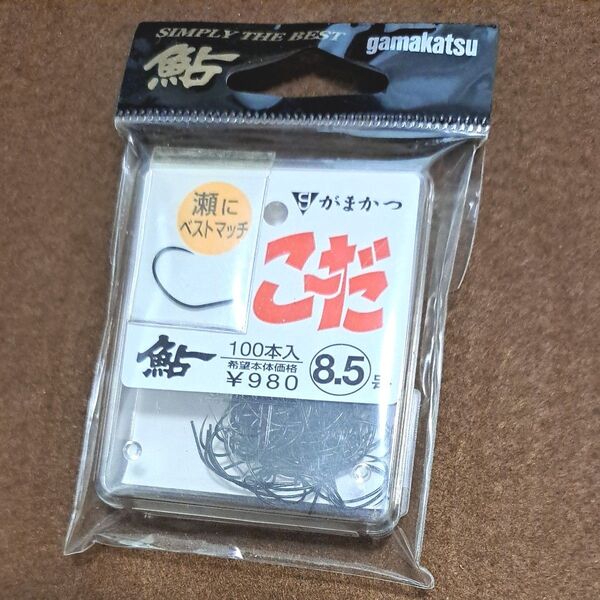 SIMPLY THE BEST
鮎
gamakatsu
瀬に
ベストマッチ
がまかつ
こーだ
鮎
100本入
希望本体価格
¥980
8.5号